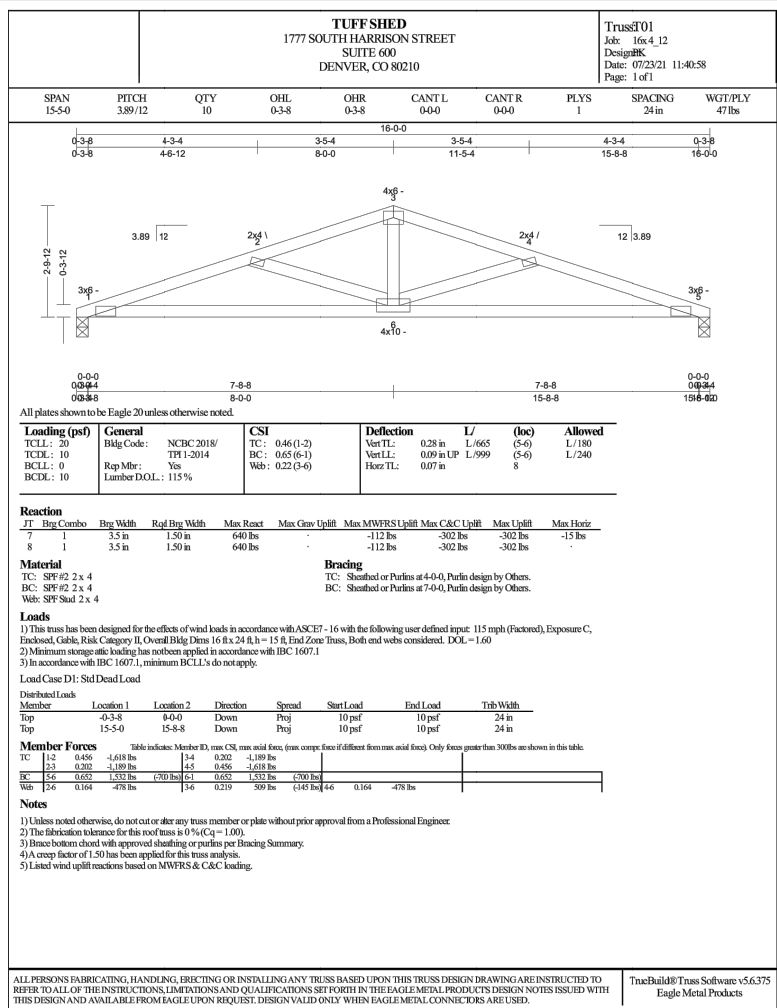 TUFF SHED
1777 SOUTH HARRISON STREET
SUITE 600
DENVER, CO 80210
Truss: T01
Job: 16x 4_12
Date: 07/23/21 11:40:58
Page: 1 of 1
SPAN PITCH QTY OHL OHR CANT L CANT R PLYS SPACING WGT/PLY
15-5-0 3.89/12 10 0-3-8 0-3-8 0-0-0 0-0-0 1 24 in 47 lbs
16-0-0
0-3-8 4-3-4 3-5-4 3-5-4 4-3-4 0-3-8
0-3-8 4-6-12 8-0-0 11-5-4 15-8-8 16-0-0
4x6 -
3
3.89 12
2x4 \
2
2x4 /
4
12 3.89
2-9-12
0-3-12
3x6 -
1
3x6 -
5
6
4x10 -
0-0-0 0-0-0
7-8-8 7-8-8
8-0-0 15-8-8
All plates shown to be Eagle 20 unless otherwise noted.
Loading (psf) General CSI Deflection L/ (loc) Allowed
TCLL: 20 Bldg Code: NCBC 2018/ TC: 0.46 (1-2) Vert TL: 0.28 in L/665 (5-6) L/180
TCDL: 10 TPI 1-2014 BC: 0.65 (6-1) Vert LL: 0.09 in UP L/999 (5-6) L/240
BCLL: 0 Rep Mbr: Yes Web: 0.22 (3-6) Horz TL: 0.07 in 8
BCDL: 10 Lumber D.O.L.: 115 %
Reaction
JT Brg Combo Brg Width Rqd Brg Width Max React Max Grav Uplift Max MWFRS Uplift Max C&C Uplift Max Uplift Max Horiz
7 1 3.5 in 1.50 in 640 lbs . -112 lbs -302 lbs -302 lbs -15 lbs
8 1 3.5 in 1.50 in 640 lbs . -112 lbs -302 lbs -302 lbs .
Material Bracing
TC: SPF #2 2 x 4 TC: Sheathed or Purlins at 4-0-0, Purlin design by Others.
BC: SPF #2 2 x 4 BC: Sheathed or Purlins at 7-0-0, Purlin design by Others.
Web: SPF Stud 2 x 4
Loads
1) This truss has been designed for the effects of wind loads in accordance with ASCE7 - 16 with the following user defined input: 115 mph (Factored), Exposure C,
Enclosed, Gable, Risk Category II, Overall Bldg Dims 16 ft x 24 ft, h = 15 ft, End Zone Truss, Both end webs considered. DOL = 1.60
2) Minimum storage attic loading has not been applied in accordance with IBC 1607.1
3) In accordance with IBC 1607.1, minimum BCLL's do not apply.
Load Case D1: Std Dead Load
Distributed Loads
Member Location 1 Location 2 Direction Spread Start Load End Load Trib Width
Top -0-3-8 0-0-0 Down Proj 10 psf 10 psf 24 in
Top 15-5-0 15-8-8 Down Proj 10 psf 10 psf 24 in
Member Forces Table indicates: Member ID, max CSI, max axial force, (max compr. force if different from max axial force). Only forces greater than 300lbs are shown in this table.
TC 1-2 0.456 -1,618 lbs 3-4 0.202 -1,189 lbs
2-3 0.202 -1,189 lbs 4-5 0.456 -1,618 lbs
BC 5-6 0.652 1,532 lbs (-700 lbs) 6-1 0.652 1,532 lbs (-700 lbs)
Web 2-6 0.164 -478 lbs 3-6 0.219 509 lbs (-145 lbs) 4-6 0.164 -478 lbs
Notes
1) Unless noted otherwise, do not cut or alter any truss member or plate without prior approval from a Professional Engineer.
2) The fabrication tolerance for this roof truss is 0 % (Cq = 1.00).
3) Brace bottom chord with approved sheathing or purlins per Bracing Summary.
4) A creep factor of 1.50 has been applied for this truss analysis.
5) Listed wind uplift reactions based on MWFRS & C&C loading.
ALL PERSONS FABRICATING, HANDLING, ERECTING OR INSTALLING ANY TRUSS BASED UPON THIS TRUSS DESIGN DRAWING ARE INSTRUCTED TO
REFER TO ALL OF THE INSTRUCTIONS, LIMITATIONS AND QUALIFICATIONS SET FORTH IN THE EAGLE METAL PRODUCTS DESIGN NOTES ISSUED WITH
THIS DESIGN AND AVAILABLE FROM EAGLE UPON REQUEST. DESIGN VALID ONLY WHEN EAGLE METAL CONNECTORS ARE USED.
TrueBuild® Truss Software v5.6.375
Eagle Metal Products